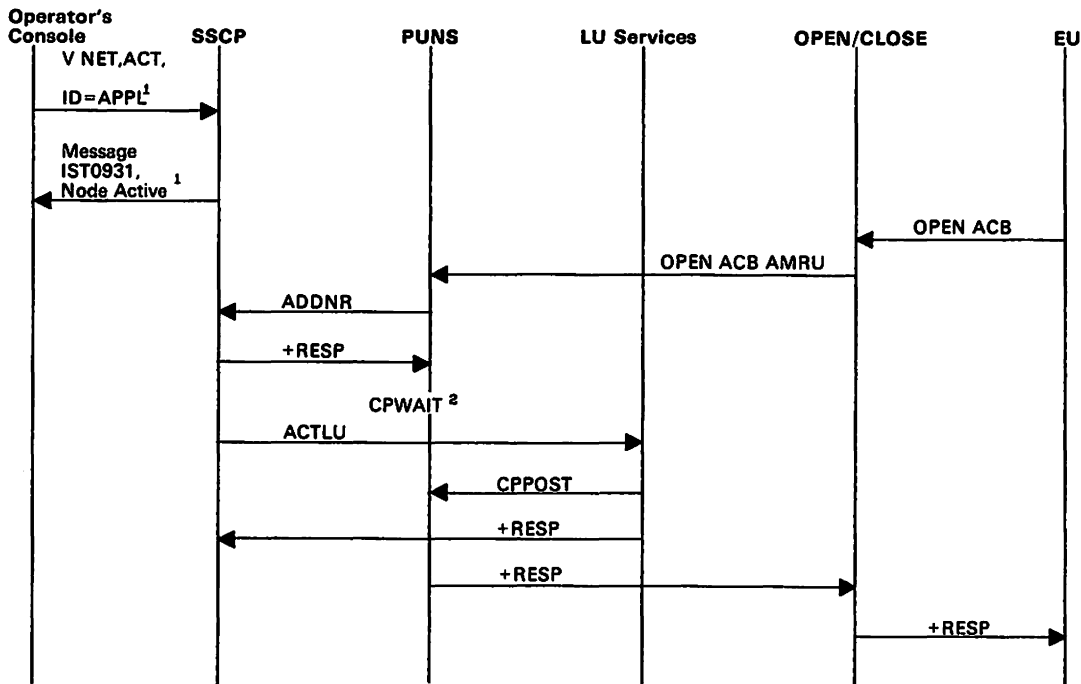 Operator's
Console
SSCP
PUNS
LU Services
OPEN/CLOSE
EU
V NET,ACT,
ID=APPL¹
Message
IST0931,
Node Active ¹
OPEN ACB
OPEN ACB AMRU
ADDNR
+RESP
CPWAIT ²
ACTLU
CPPOST
+RESP
+RESP
+RESP